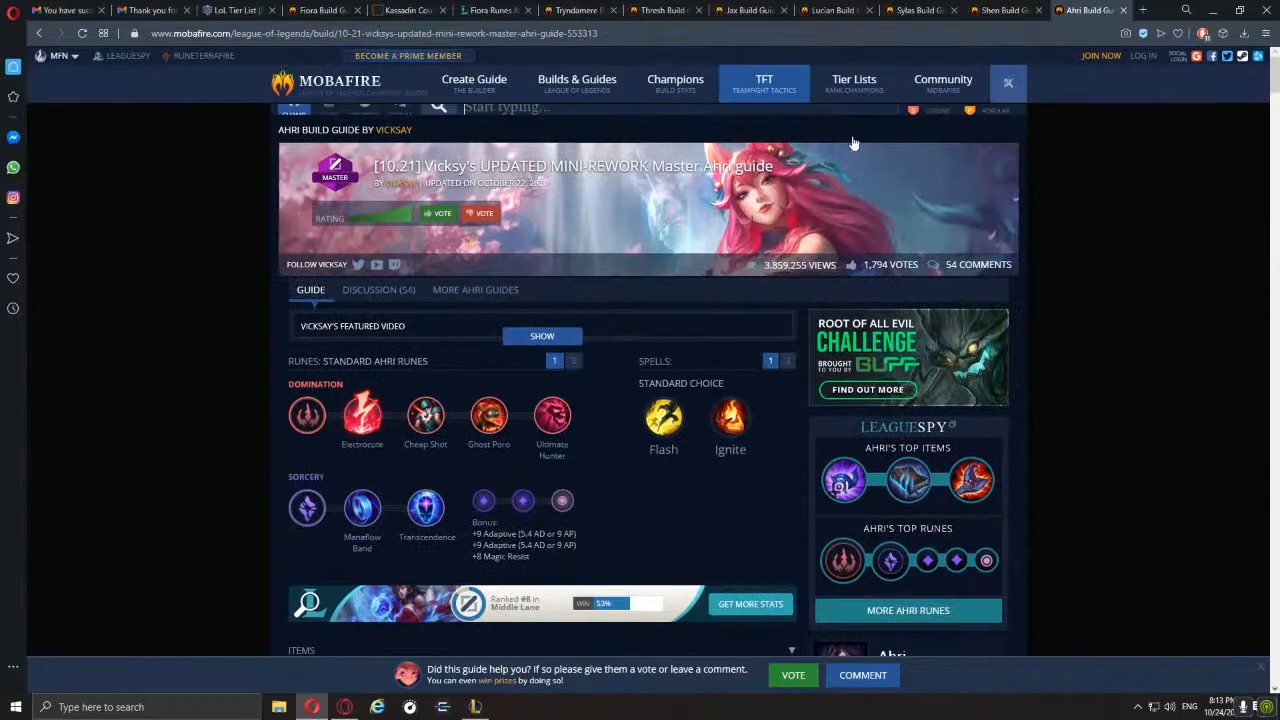 You have suc
Thank you for
LoL Tier List [
Fiora Build G
Kassadin Cou
Fiora Runes &
Tryndamere B
Thresh Build
Jax Build Guid
Lucian Build
Sylas Build G
Shen Build G
Ahri Build Gui
www.mobafire.com/league-of-legends/build/10-21-vicksys-updated-mini-rework-master-ahri-guide-553313
MFN LEAGUESPY RUNETERRAFIRE BECOME A PRIME MEMBER JOIN NOW LOG IN SOCIAL LOGIN
MOBAFIRE
Create Guide
THE BUILDER
Builds & Guides
LEAGUE OF LEGENDS
Champions
BUILD STATS
TFT
TEAMFIGHT TACTICS
Tier Lists
RANK CHAMPIONS
Community
MOBAFIRE
Start typing...
AHRI BUILD GUIDE BY VICKSAY
[10.21] Vicksy's UPDATED MINI-REWORK Master Ahri guide
MASTER
BY VICKSAY | UPDATED ON OCTOBER 22, 2020
RATING VOTE VOTE
FOLLOW VICKSAY
3,859,255 VIEWS 1,794 VOTES 54 COMMENTS
GUIDE DISCUSSION (54) MORE AHRI GUIDES
VICKSAY'S FEATURED VIDEO
SHOW
RUNES: STANDARD AHRI RUNES 1 2
DOMINATION
Electrocute Cheap Shot Ghost Poro Ultimate
Hunter
SORCERY
Manaflow Transcendence
Band
Bonus:
+9 Adaptive (5.4 AD or 9 AP)
+9 Adaptive (5.4 AD or 9 AP)
+8 Magic Resist
SPELLS: 1 2
STANDARD CHOICE
Flash Ignite
ROOT OF ALL EVIL
CHALLENGE
BROUGHT
TO YOU BY BUFF
FIND OUT MORE
LEAGUESPY
AHRI'S TOP ITEMS
AHRI'S TOP RUNES
MORE AHRI RUNES
Ranked #8 in
Middle Lane
WIN 53%
GET MORE STATS
ITEMS
Ahri
Did this guide help you? If so please give them a vote or leave a comment.
You can even win prizes by doing so!
VOTE COMMENT
Type here to search
ENG
8:13 PM
10/24/20